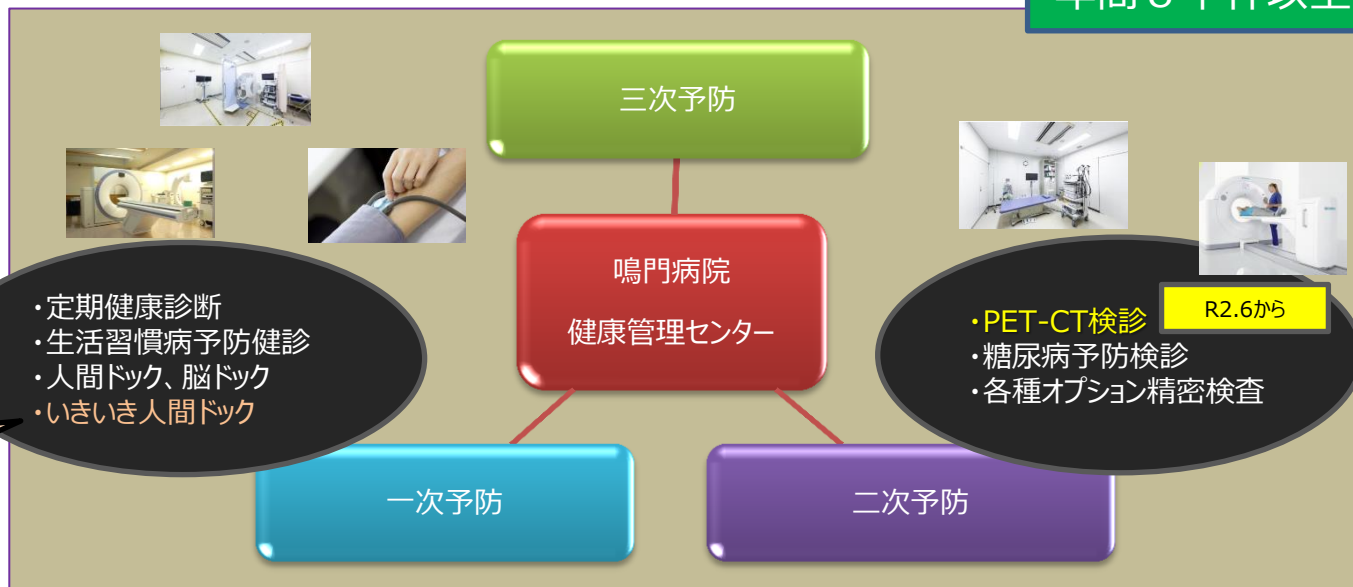 三次予防
鳴門病院
健康管理センター
・定期健康診断
・生活習慣病予防健診
・人間ドック、脳ドック
・いきいき人間ドック
・PET-CT検診
R2.6から
・糖尿病予防検診
・各種オプション精密検査
一次予防
二次予防